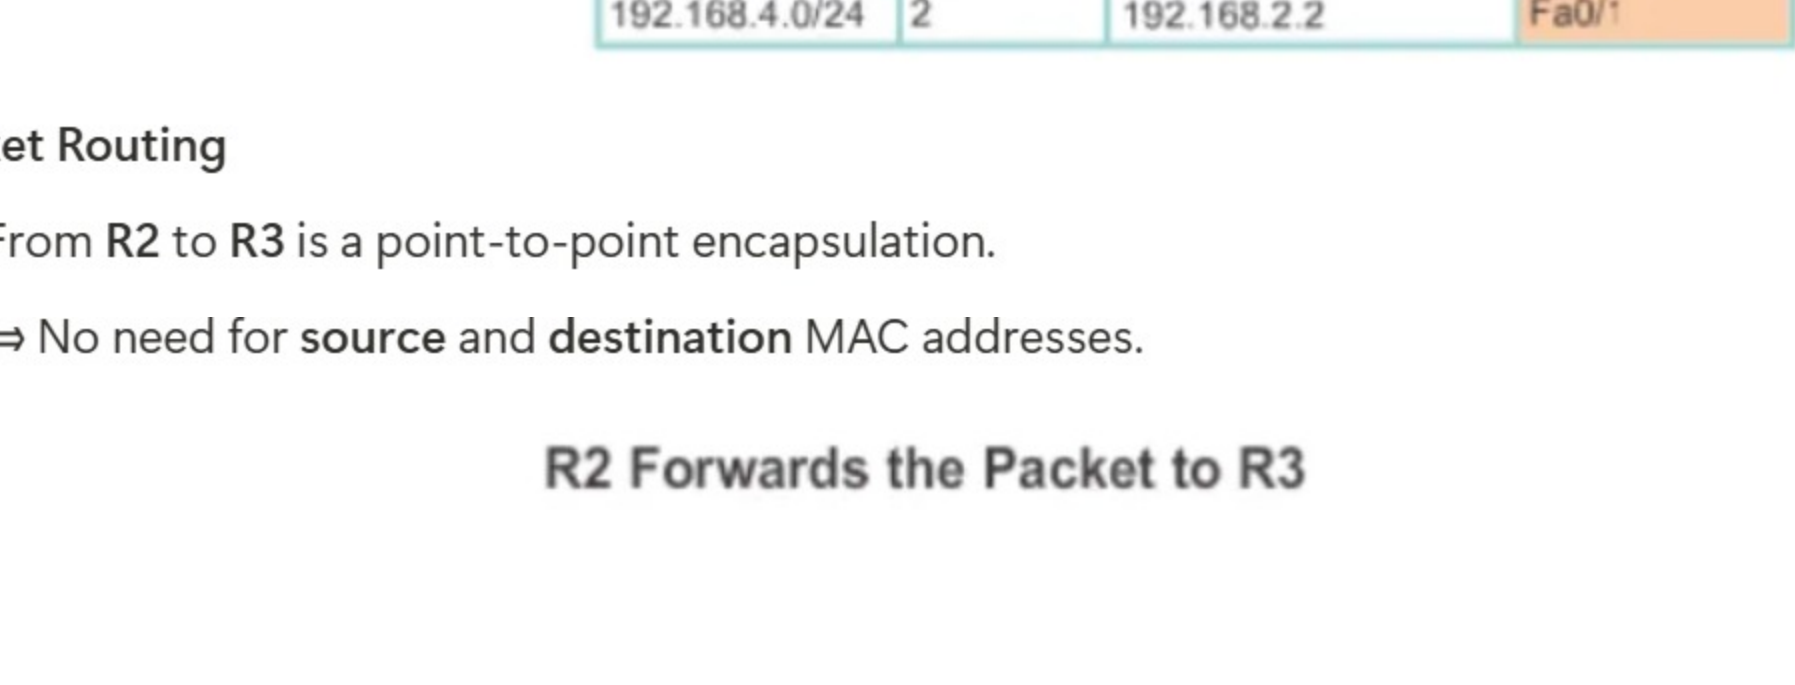 192.168.4.0/24 2 192.168.2.2 Fa0/1
et Routing
From R2 to R3 is a point-to-point encapsulation.
⇒ No need for source and destination MAC addresses.
R2 Forwards the Packet to R3